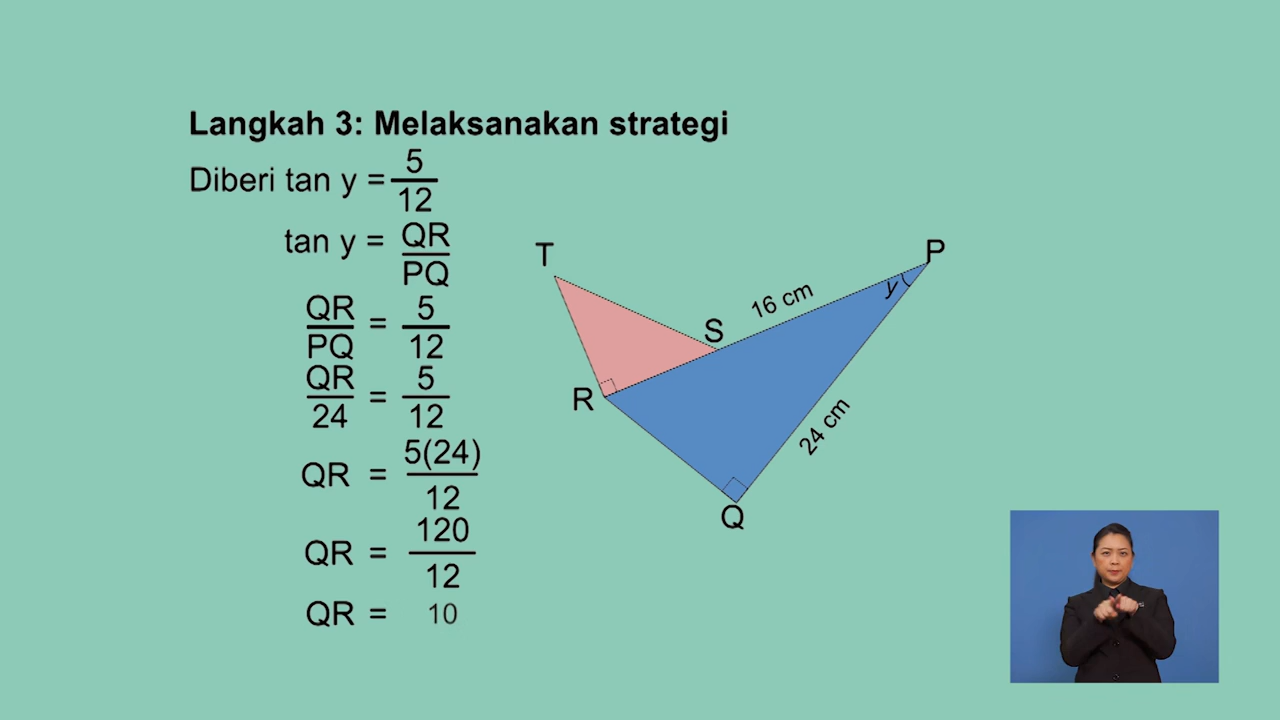 Langkah 3: Melaksanakan strategi
Diberi tan y = 5/12
tan y = QR/PQ
QR/PQ = 5/12
QR/24 = 5/12
QR = 5(24)/12
QR = 120/12
QR = 10
T
P
y
16 cm
S
R
24 cm
Q